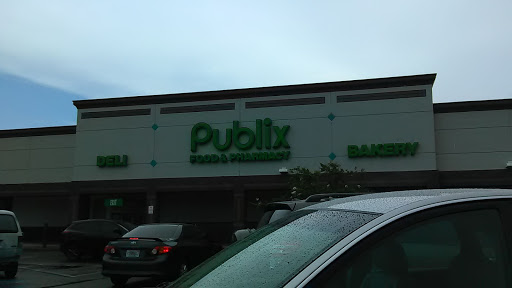 Publix
FOOD & PHARMACY
DELI
BAKERY